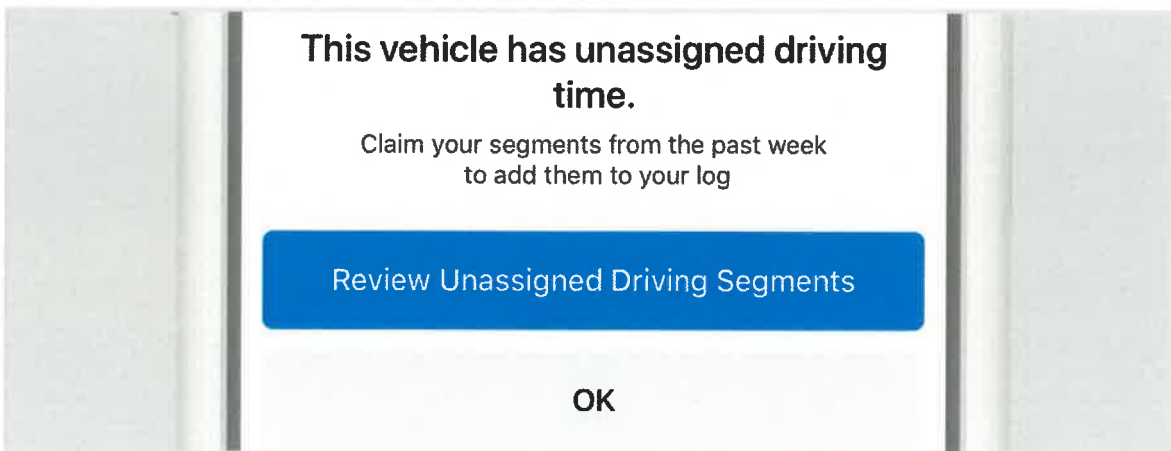 This vehicle has unassigned driving
time.
Claim your segments from the past week
to add them to your log
Review Unassigned Driving Segments
OK